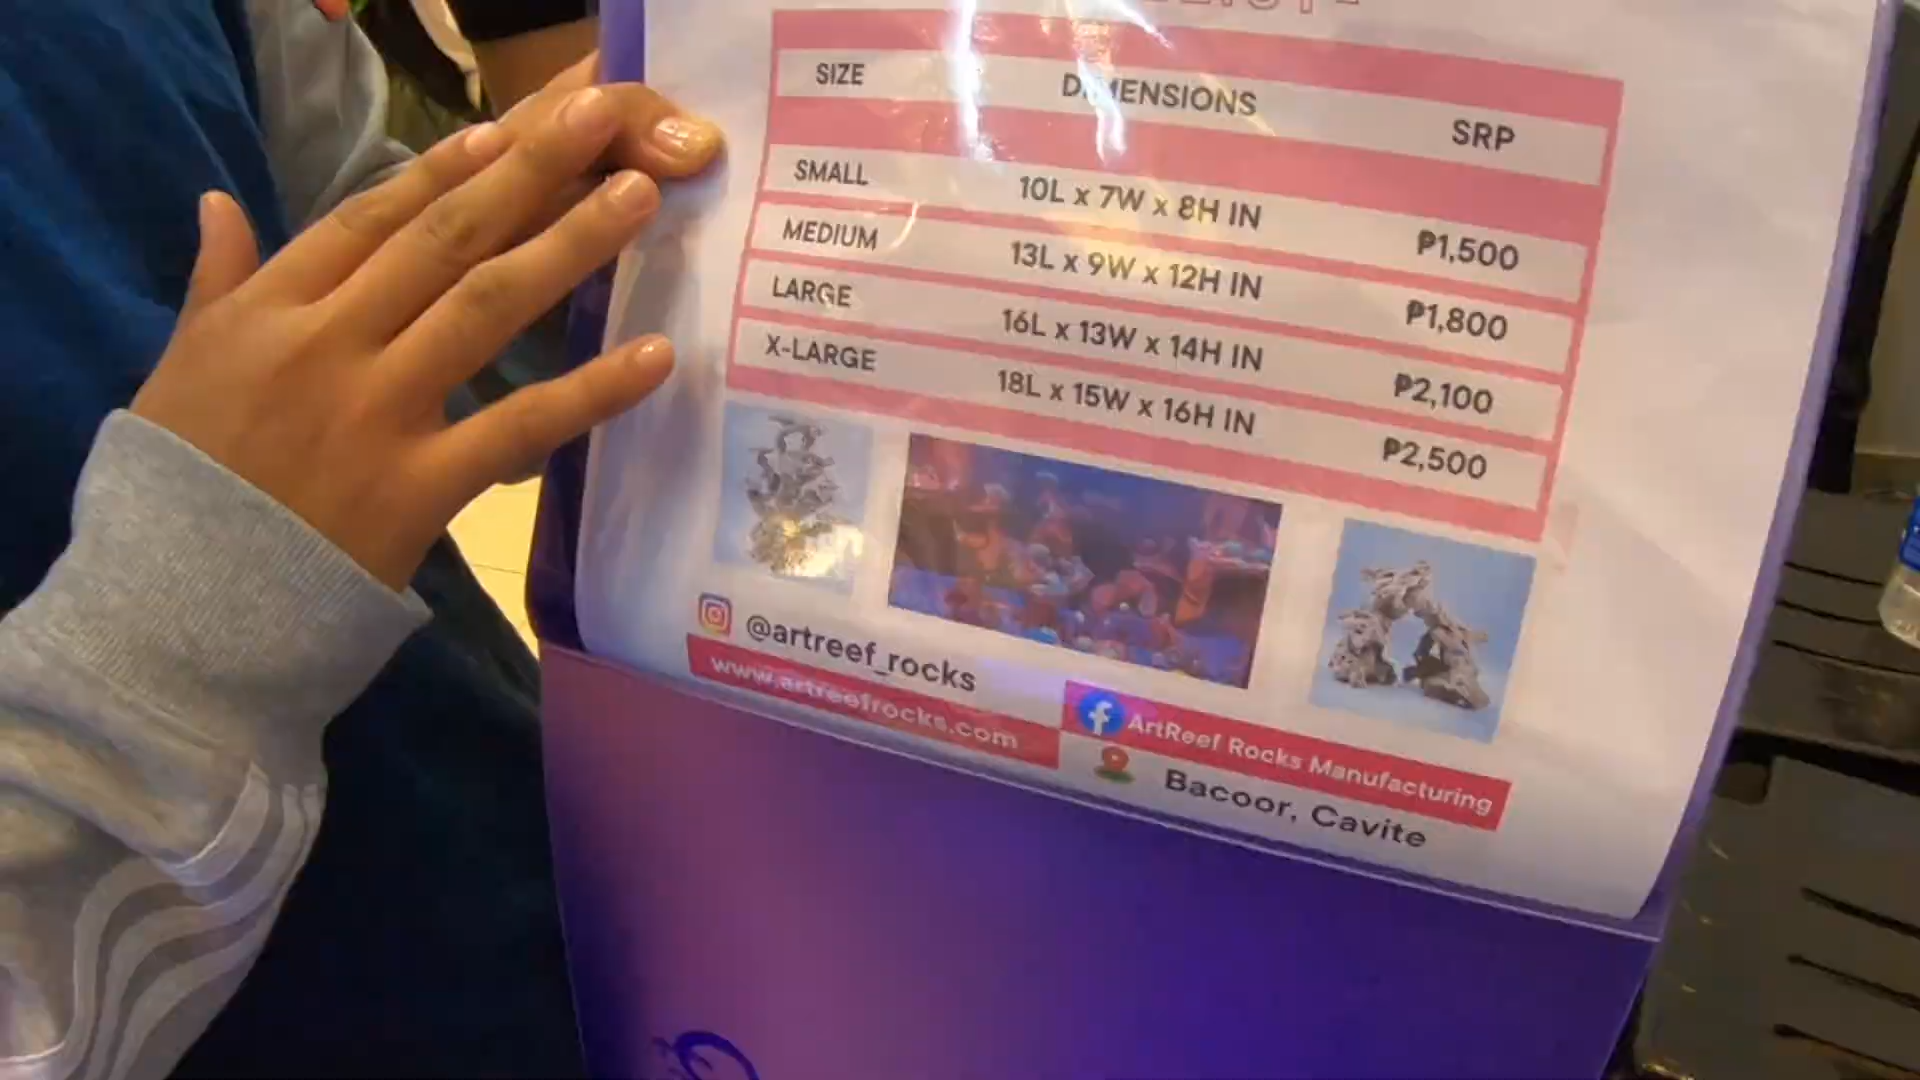 SIZE DIMENSIONS SRP
SMALL 10L x 7W x 8H IN ₱1,500
MEDIUM 13L x 9W x 12H IN ₱1,800
LARGE 16L x 13W x 14H IN ₱2,100
X-LARGE 18L x 15W x 16H IN ₱2,500
@artreef_rocks
www.artreefrocks.com
ArtReef Rocks Manufacturing
Bacoor, Cavite